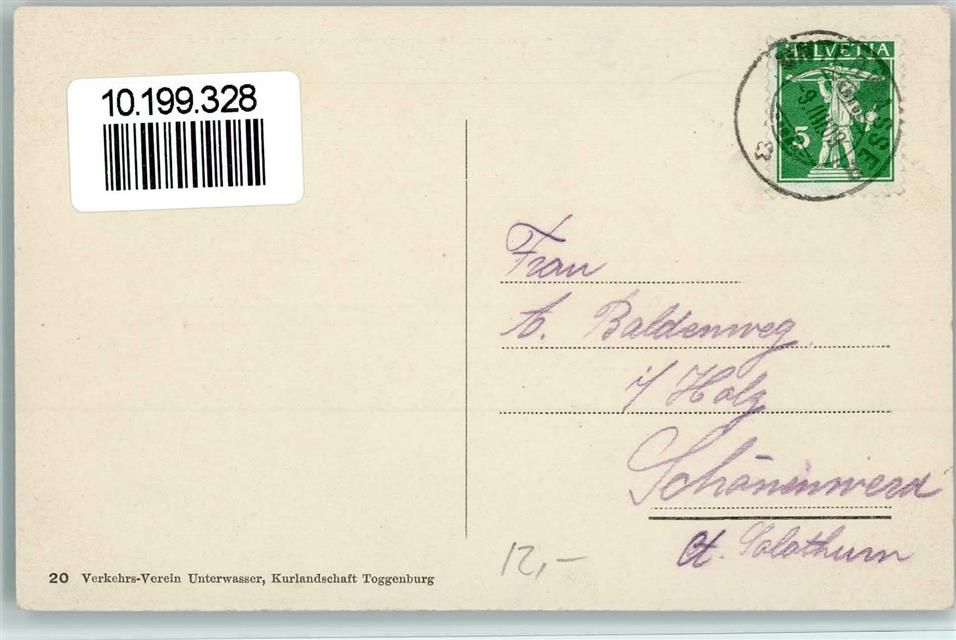 10.199.328
HELVETIA
5
Frau
A. Baldenweg
i/ Holz
Schönenwerd
Ct. Solothurn
12,–
20 Verkehrs-Verein Unterwasser, Kurlandschaft Toggenburg